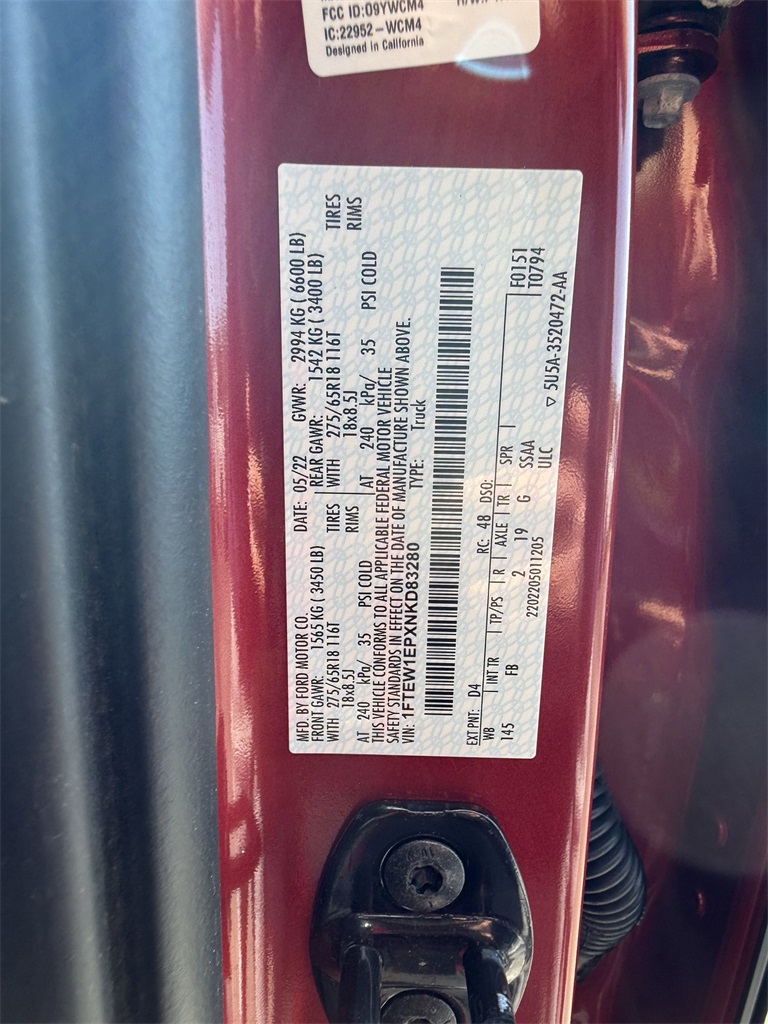 FCC ID:O9YWCM4
IC:22952-WCM4
Designed in California
MFD. BY FORD MOTOR CO.
DATE: 05/22 GVWR: 2994 KG ( 6600 LB)
FRONT GAWR: 1565 KG ( 3450 LB)
REAR GAWR: 1542 KG ( 3400 LB)
WITH 275/65R18 116T TIRES
WITH 275/65R18 116T TIRES
18x8.5J RIMS
18x8.5J RIMS
AT 240 kPa/ 35 PSI COLD
AT 240 kPa/ 35 PSI COLD
THIS VEHICLE CONFORMS TO ALL APPLICABLE FEDERAL MOTOR VEHICLE
SAFETY STANDARDS IN EFFECT ON THE DATE OF MANUFACTURE SHOWN ABOVE.
VIN: 1FTEW1EPXNKD83280 TYPE: Truck
EXT PNT: D4 RC: 48 DSO:
WB INT TR TP/PS R AXLE TR SPR F0151
145 FB 2 19 G SSAA T0794
2202205011205 ULC
▽ 5U5A-3520472-AA